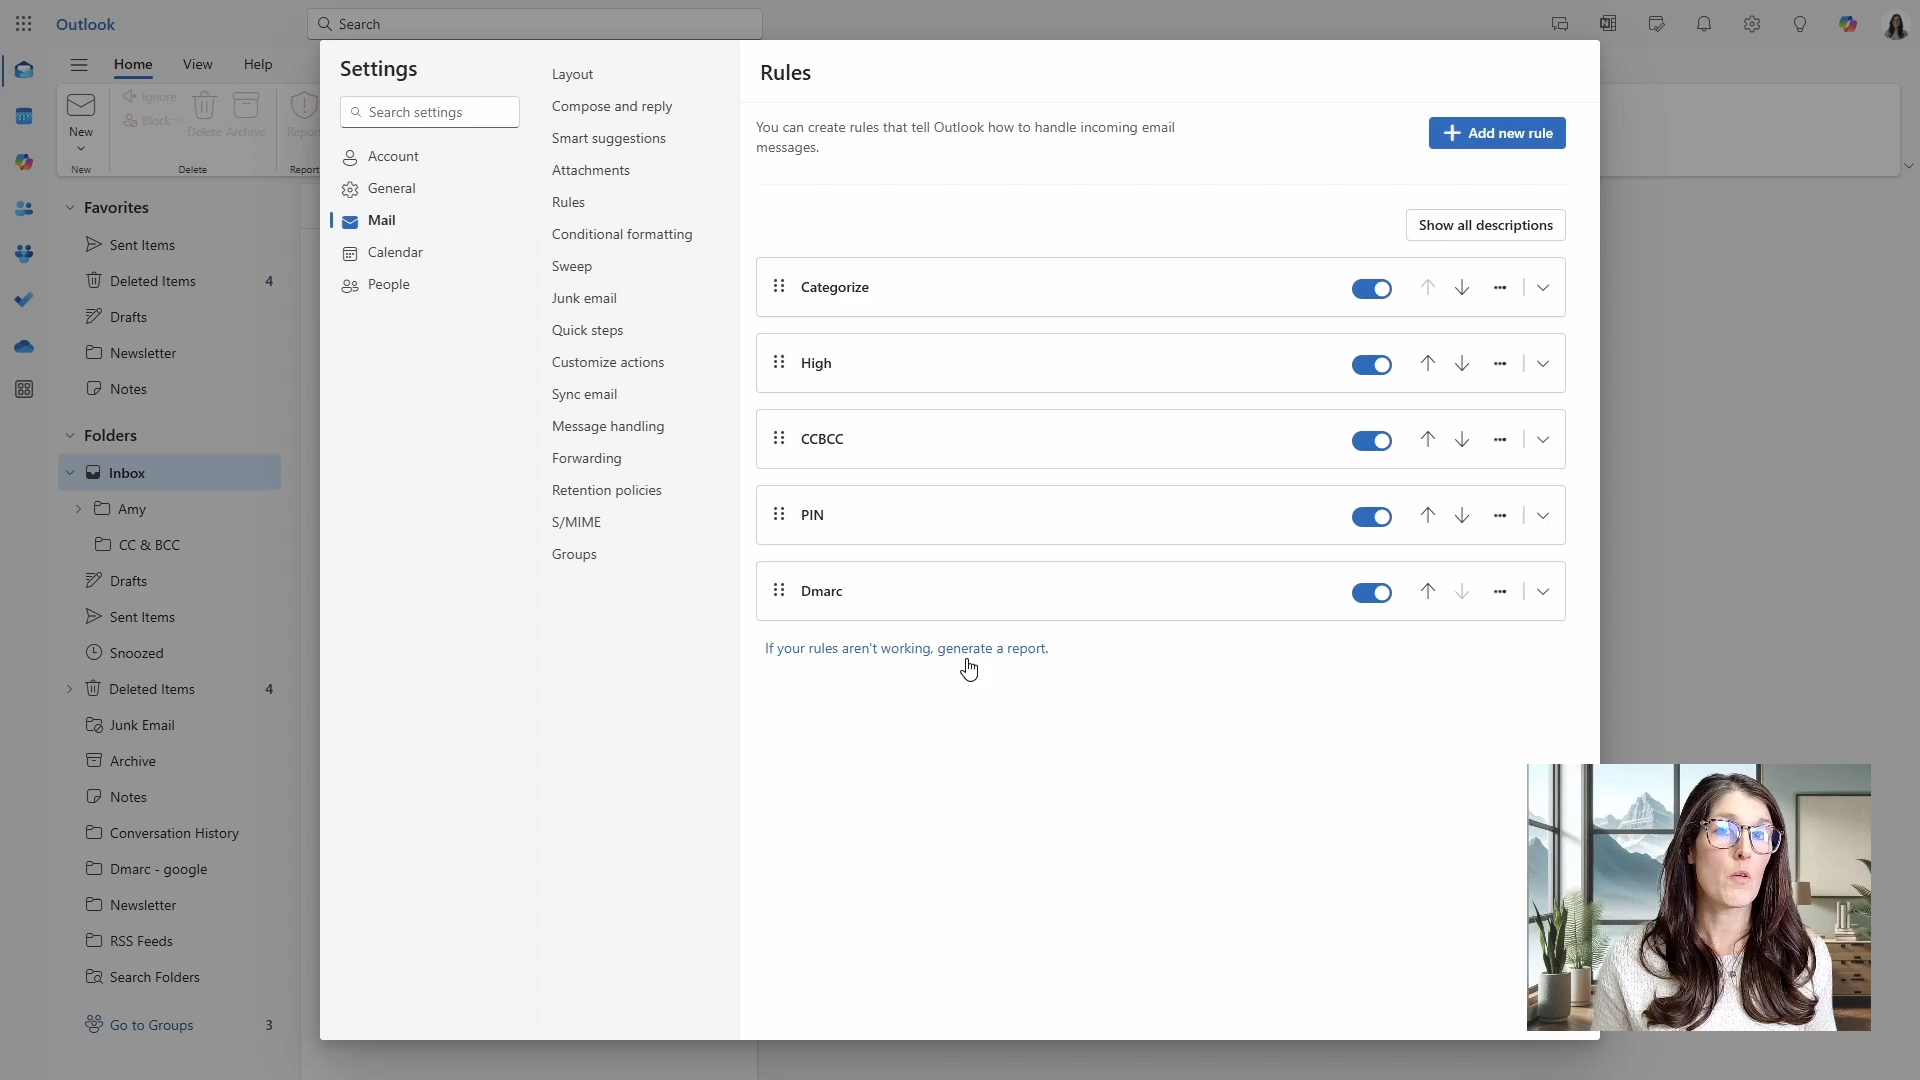 Outlook
Search
Home
View
Help
New
Ignore
Block
Delete
Archive
Report
New
Delete
Report
Favorites
Sent Items
Deleted Items
4
Drafts
Newsletter
Notes
Folders
Inbox
Amy
CC & BCC
Drafts
Sent Items
Snoozed
Deleted Items
4
Junk Email
Archive
Notes
Conversation History
Dmarc - google
Newsletter
RSS Feeds
Search Folders
Go to Groups
3
Settings
Search settings
Account
General
Mail
Calendar
People
Layout
Compose and reply
Smart suggestions
Attachments
Rules
Conditional formatting
Sweep
Junk email
Quick steps
Customize actions
Sync email
Message handling
Forwarding
Retention policies
S/MIME
Groups
Rules
You can create rules that tell Outlook how to handle incoming email
messages.
Add new rule
Show all descriptions
Categorize
High
CCBCC
PIN
Dmarc
If your rules aren't working, generate a report.